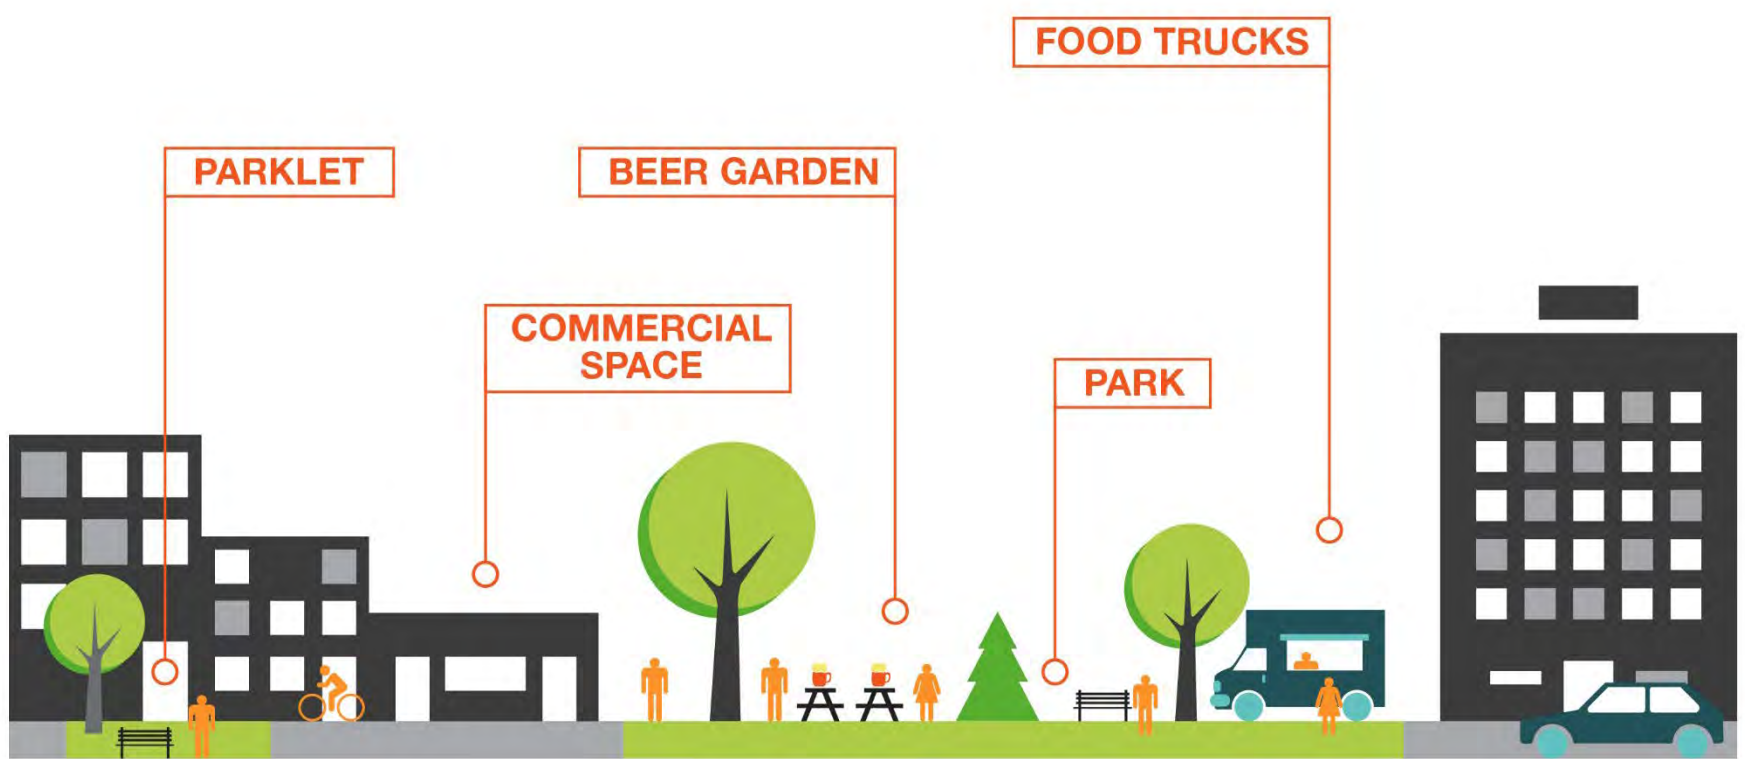 FOOD TRUCKS
PARKLET
BEER GARDEN
COMMERCIAL
SPACE
PARK